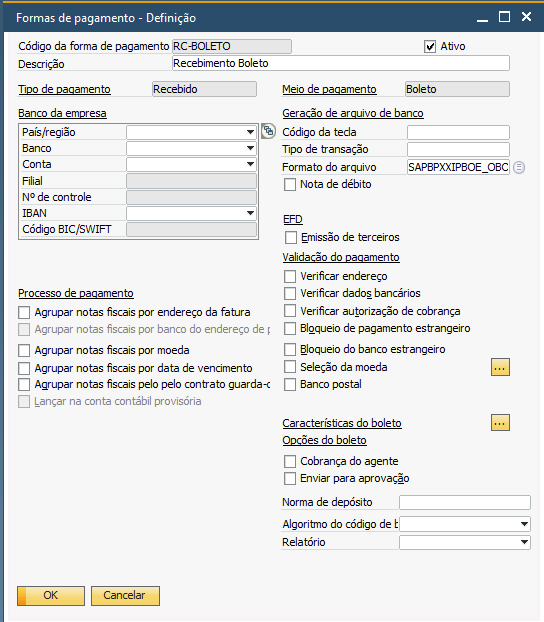 Formas de pagamento - Definição
Código da forma de pagamento RC-BOLETO
Ativo
Descrição Recebimento Boleto
Tipo de pagamento Recebido
Meio de pagamento Boleto
Banco da empresa
País/região
Banco
Conta
Filial
Nº de controle
IBAN
Código BIC/SWIFT
Geração de arquivo de banco
Código da tecla
Tipo de transação
Formato do arquivo SAPBPXXIPBOE_OBC
Nota de débito
EFD
Emissão de terceiros
Validação do pagamento
Verificar endereço
Verificar dados bancários
Verificar autorização de cobrança
Bloqueio de pagamento estrangeiro
Bloqueio do banco estrangeiro
Seleção da moeda ...
Banco postal
Processo de pagamento
Agrupar notas fiscais por endereço da fatura
Agrupar notas fiscais por banco do endereço de p
Agrupar notas fiscais por moeda
Agrupar notas fiscais por data de vencimento
Agrupar notas fiscais pelo pelo contrato guarda-c
Lançar na conta contábil provisória
Características do boleto ...
Opções do boleto
Cobrança do agente
Enviar para aprovação
Norma de depósito
Algoritmo do código de b
Relatório
OK
Cancelar